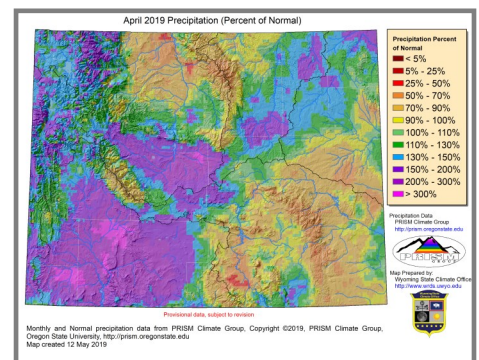 April 2019 Precipitation (Percent of Normal)
Precipitation Percent
of Normal
< 5%
5% - 25%
25% - 50%
50% - 70%
70% - 90%
90% - 100%
100% - 110%
110% - 130%
130% - 150%
150% - 200%
200% - 300%
> 300%
Precipitation Data
PRISM Climate Group
http://prism.oregonstate.edu
PRISM
GROUP
Map Prepared by:
Wyoming State Climate Office
http://www.wrds.uwyo.edu
Provisional data, subject to revision
Monthly and Normal precipitation data from PRISM Climate Group, Copyright ©2019, PRISM Climate Group,
Oregon State University, http://prism.oregonstate.edu
Map created 12 May 2019